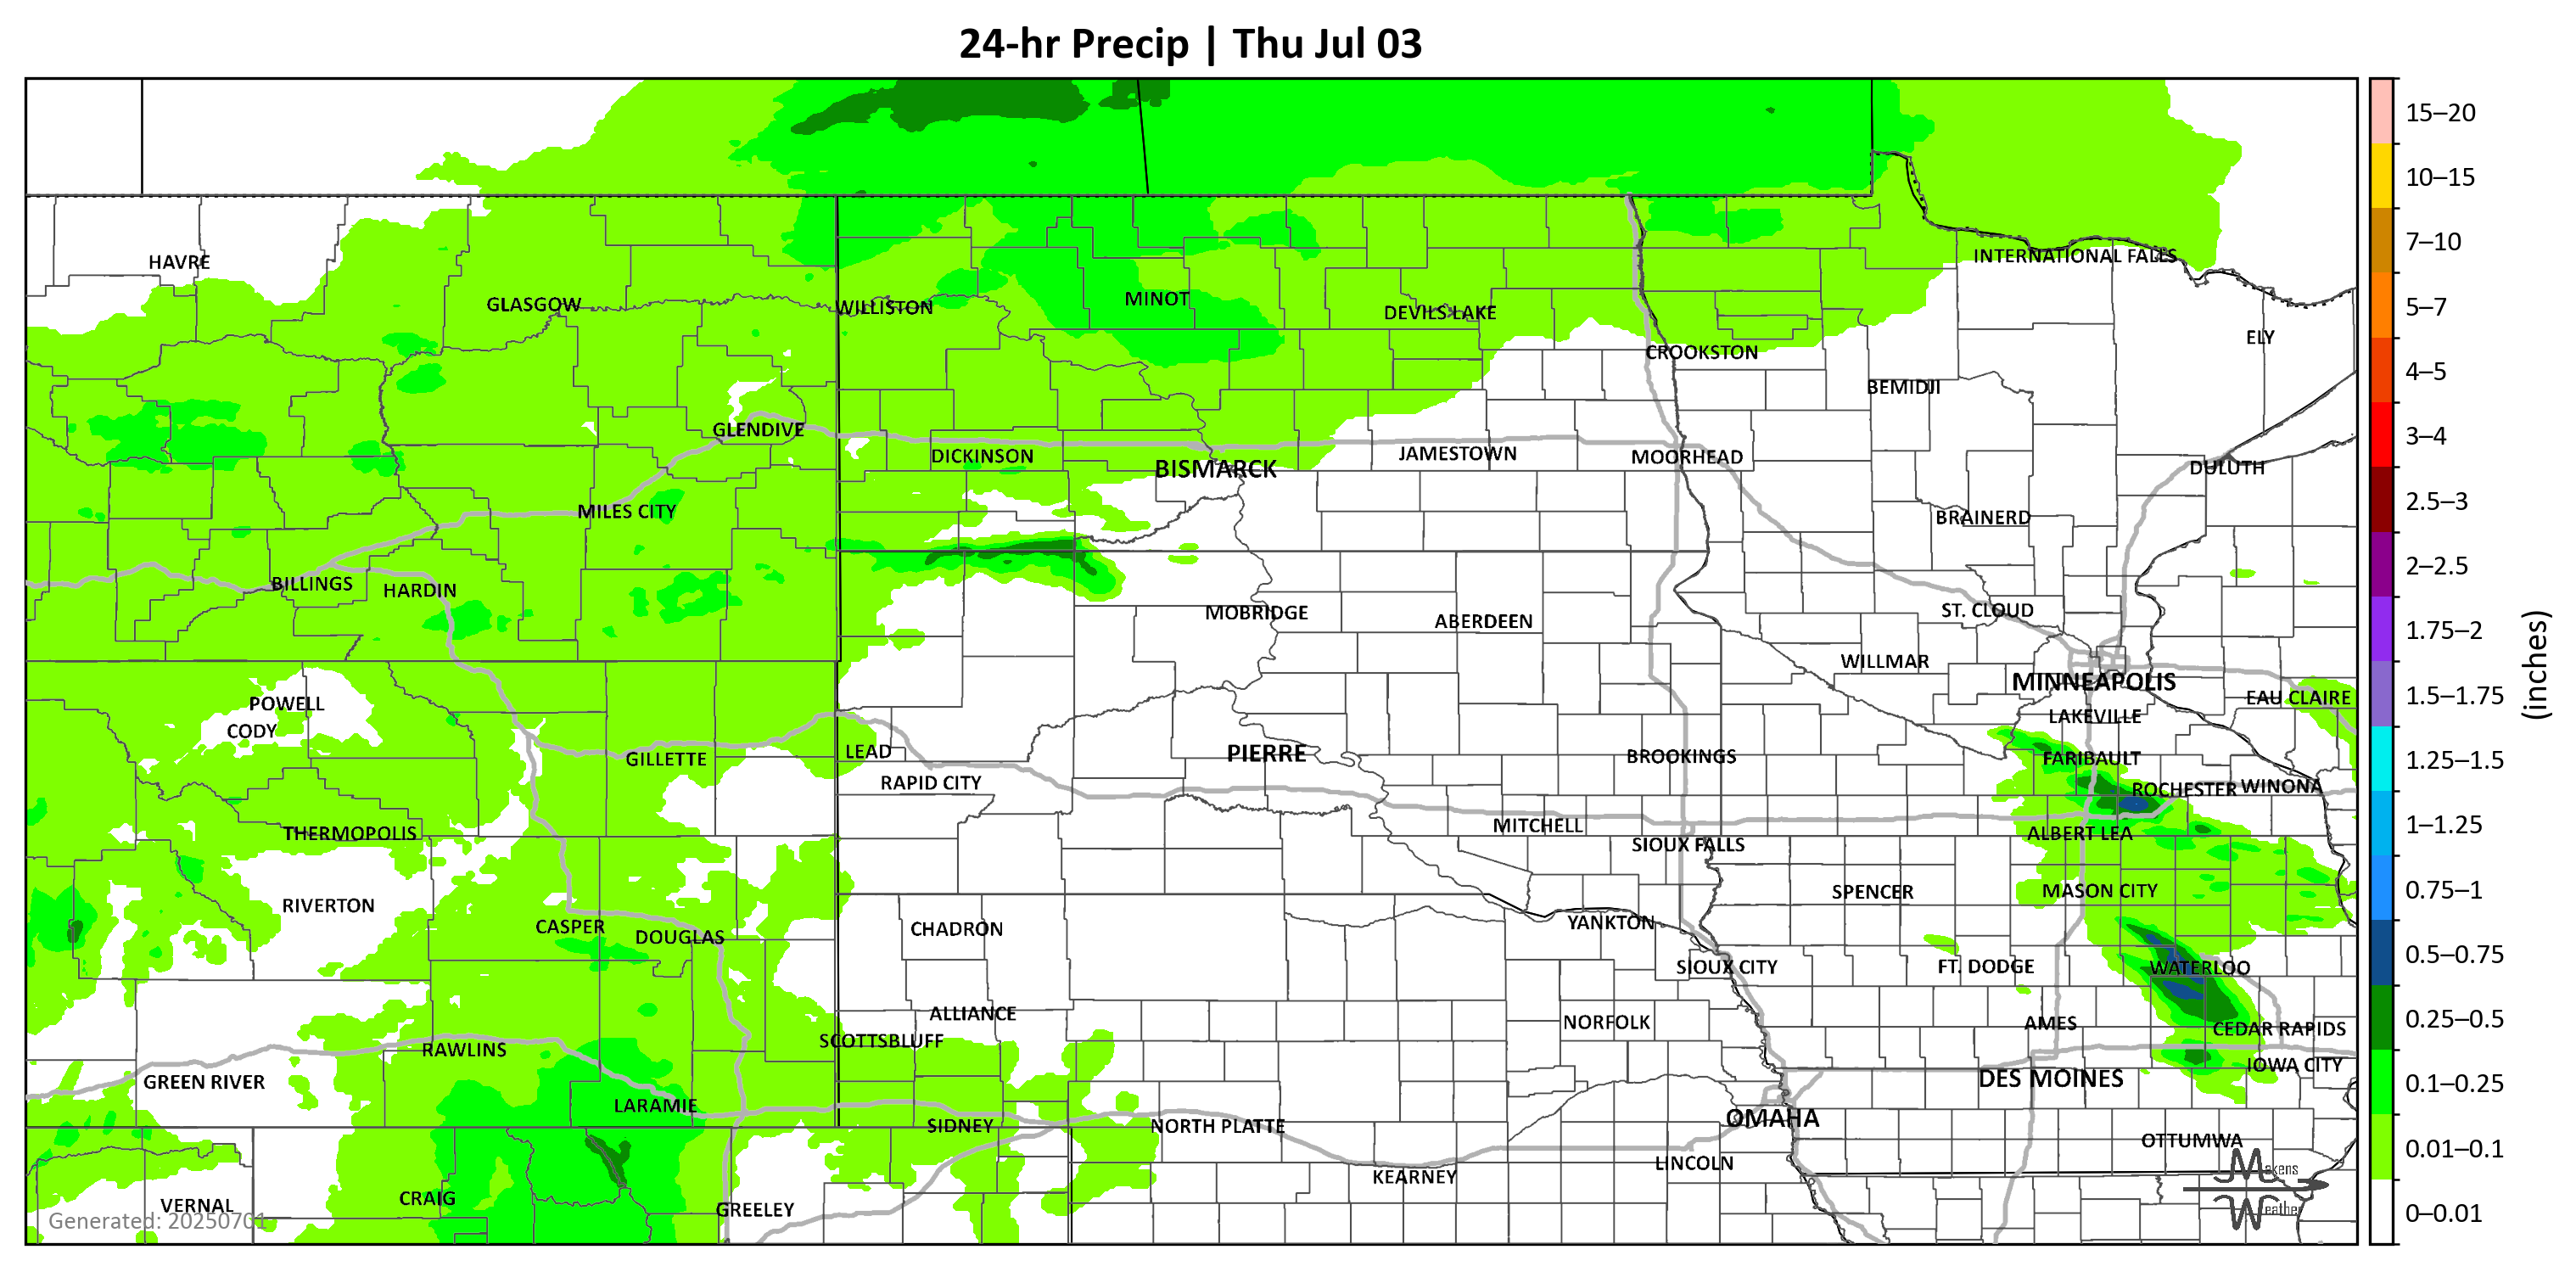 24-hr Precip | Thu Jul 03
15–20
10–15
7–10
5–7
4–5
3–4
2.5–3
2–2.5
1.75–2
1.5–1.75
1.25–1.5
1–1.25
0.75–1
0.5–0.75
0.25–0.5
0.1–0.25
0.01–0.1
0–0.01
(inches)
HAVRE
INTERNATIONAL FALLS
GLASGOW
WILLISTON
MINOT
DEVILS LAKE
ELY
CROOKSTON
BEMIDJI
GLENDIVE
DICKINSON
BISMARCK
JAMESTOWN
MOORHEAD
DULUTH
MILES CITY
BRAINERD
BILLINGS
HARDIN
MOBRIDGE
ABERDEEN
ST. CLOUD
WILLMAR
MINNEAPOLIS
EAU CLAIRE
POWELL
CODY
LAKEVILLE
GILLETTE
LEAD
PIERRE
BROOKINGS
FARIBAULT
RAPID CITY
ROCHESTER
WINONA
THERMOPOLIS
MITCHELL
SIOUX FALLS
ALBERT LEA
RIVERTON
SPENCER
MASON CITY
CASPER
DOUGLAS
CHADRON
YANKTON
SIOUX CITY
FT. DODGE
WATERLOO
ALLIANCE
NORFOLK
AMES
CEDAR RAPIDS
RAWLINS
SCOTTSBLUFF
GREEN RIVER
DES MOINES
IOWA CITY
LARAMIE
SIDNEY
NORTH PLATTE
OMAHA
OTTUMWA
LINCOLN
KEARNEY
VERNAL
CRAIG
GREELEY
Makens
Weather
Generated: 20250701